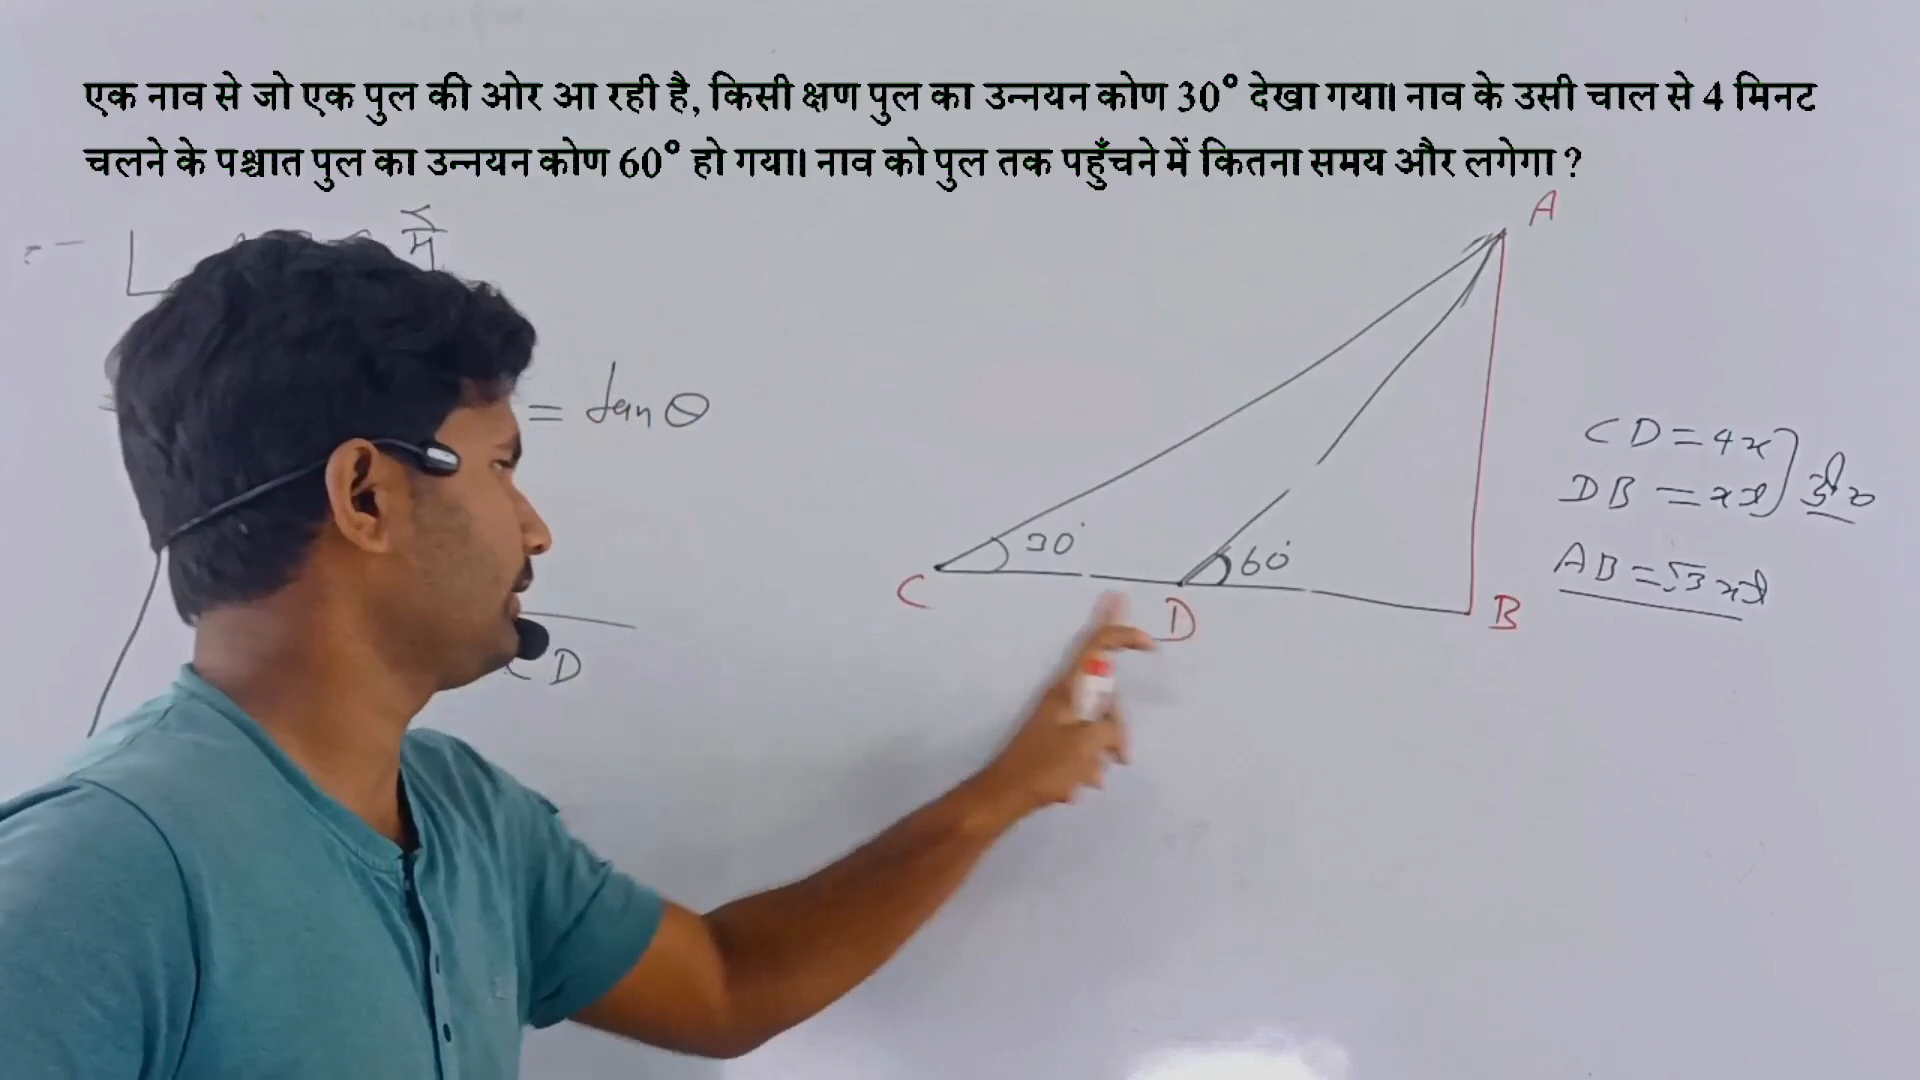 एक नाव से जो एक पुल की ओर आ रही है, किसी क्षण पुल का उन्नयन कोण 30° देखा गया। नाव के उसी चाल से 4 मिनट
चलने के पश्चात पुल का उन्नयन कोण 60° हो गया। नाव को पुल तक पहुँचने में कितना समय और लगेगा ?
A
= tan θ
CD = 4x
DB =
30°
60°
AB = √3
C
D
B
D